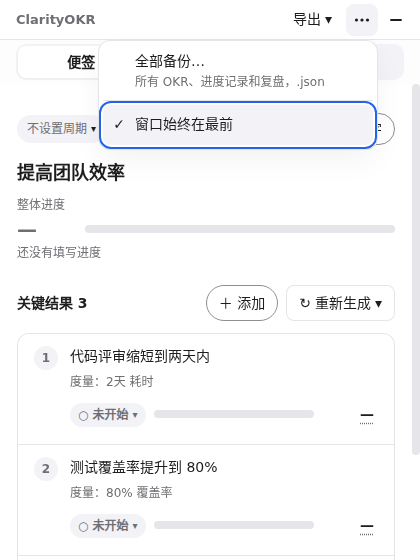 ClarityOKR
导出 ▾
•••
便签
全部备份…
所有 OKR、进度记录和复盘，.json
✓ 窗口始终在最前
不设置周期 ▾
提高团队效率
整体进度
—
还没有填写进度
关键结果 3
＋ 添加
↻ 重新生成 ▾
1 代码评审缩短到两天内
度量：2天 耗时
○ 未开始 ▾
—
2 测试覆盖率提升到 80%
度量：80% 覆盖率
○ 未开始 ▾
—